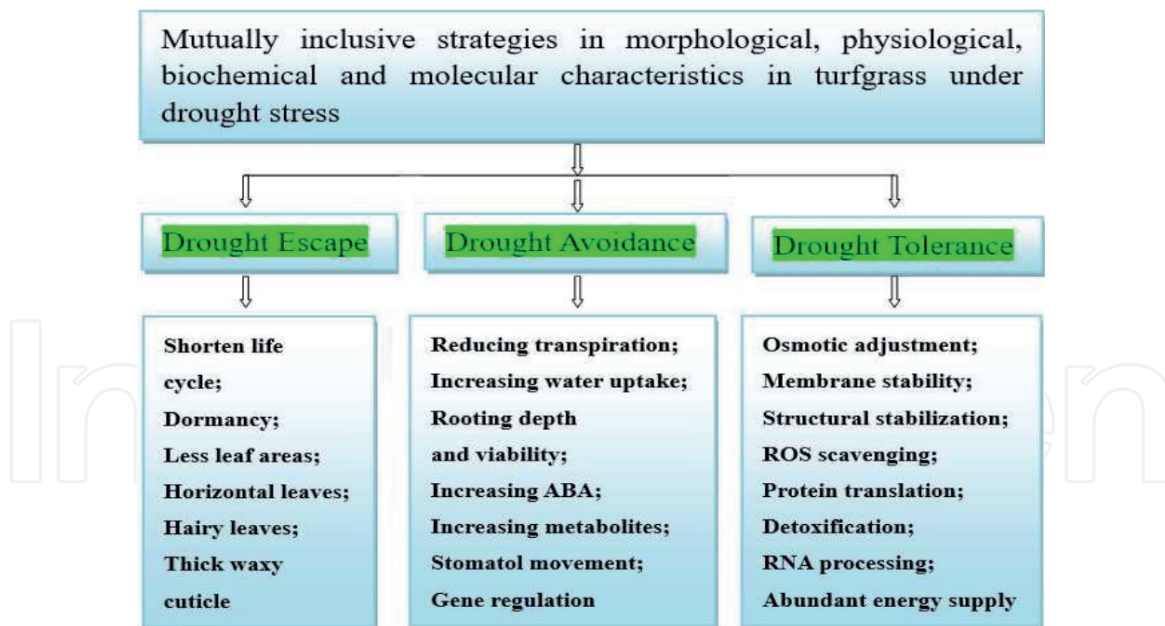 Mutually inclusive strategies in morphological, physiological,
biochemical and molecular characteristics in turfgrass under
drought stress
Drought Escape
Drought Avoidance
Drought Tolerance
Shorten life
cycle;
Dormancy;
Less leaf areas;
Horizontal leaves;
Hairy leaves;
Thick waxy
cuticle
Reducing transpiration;
Increasing water uptake;
Rooting depth
and viability;
Increasing ABA;
Increasing metabolites;
Stomatol movement;
Gene regulation
Osmotic adjustment;
Membrane stability;
Structural stabilization;
ROS scavenging;
Protein translation;
Detoxification;
RNA processing;
Abundant energy supply